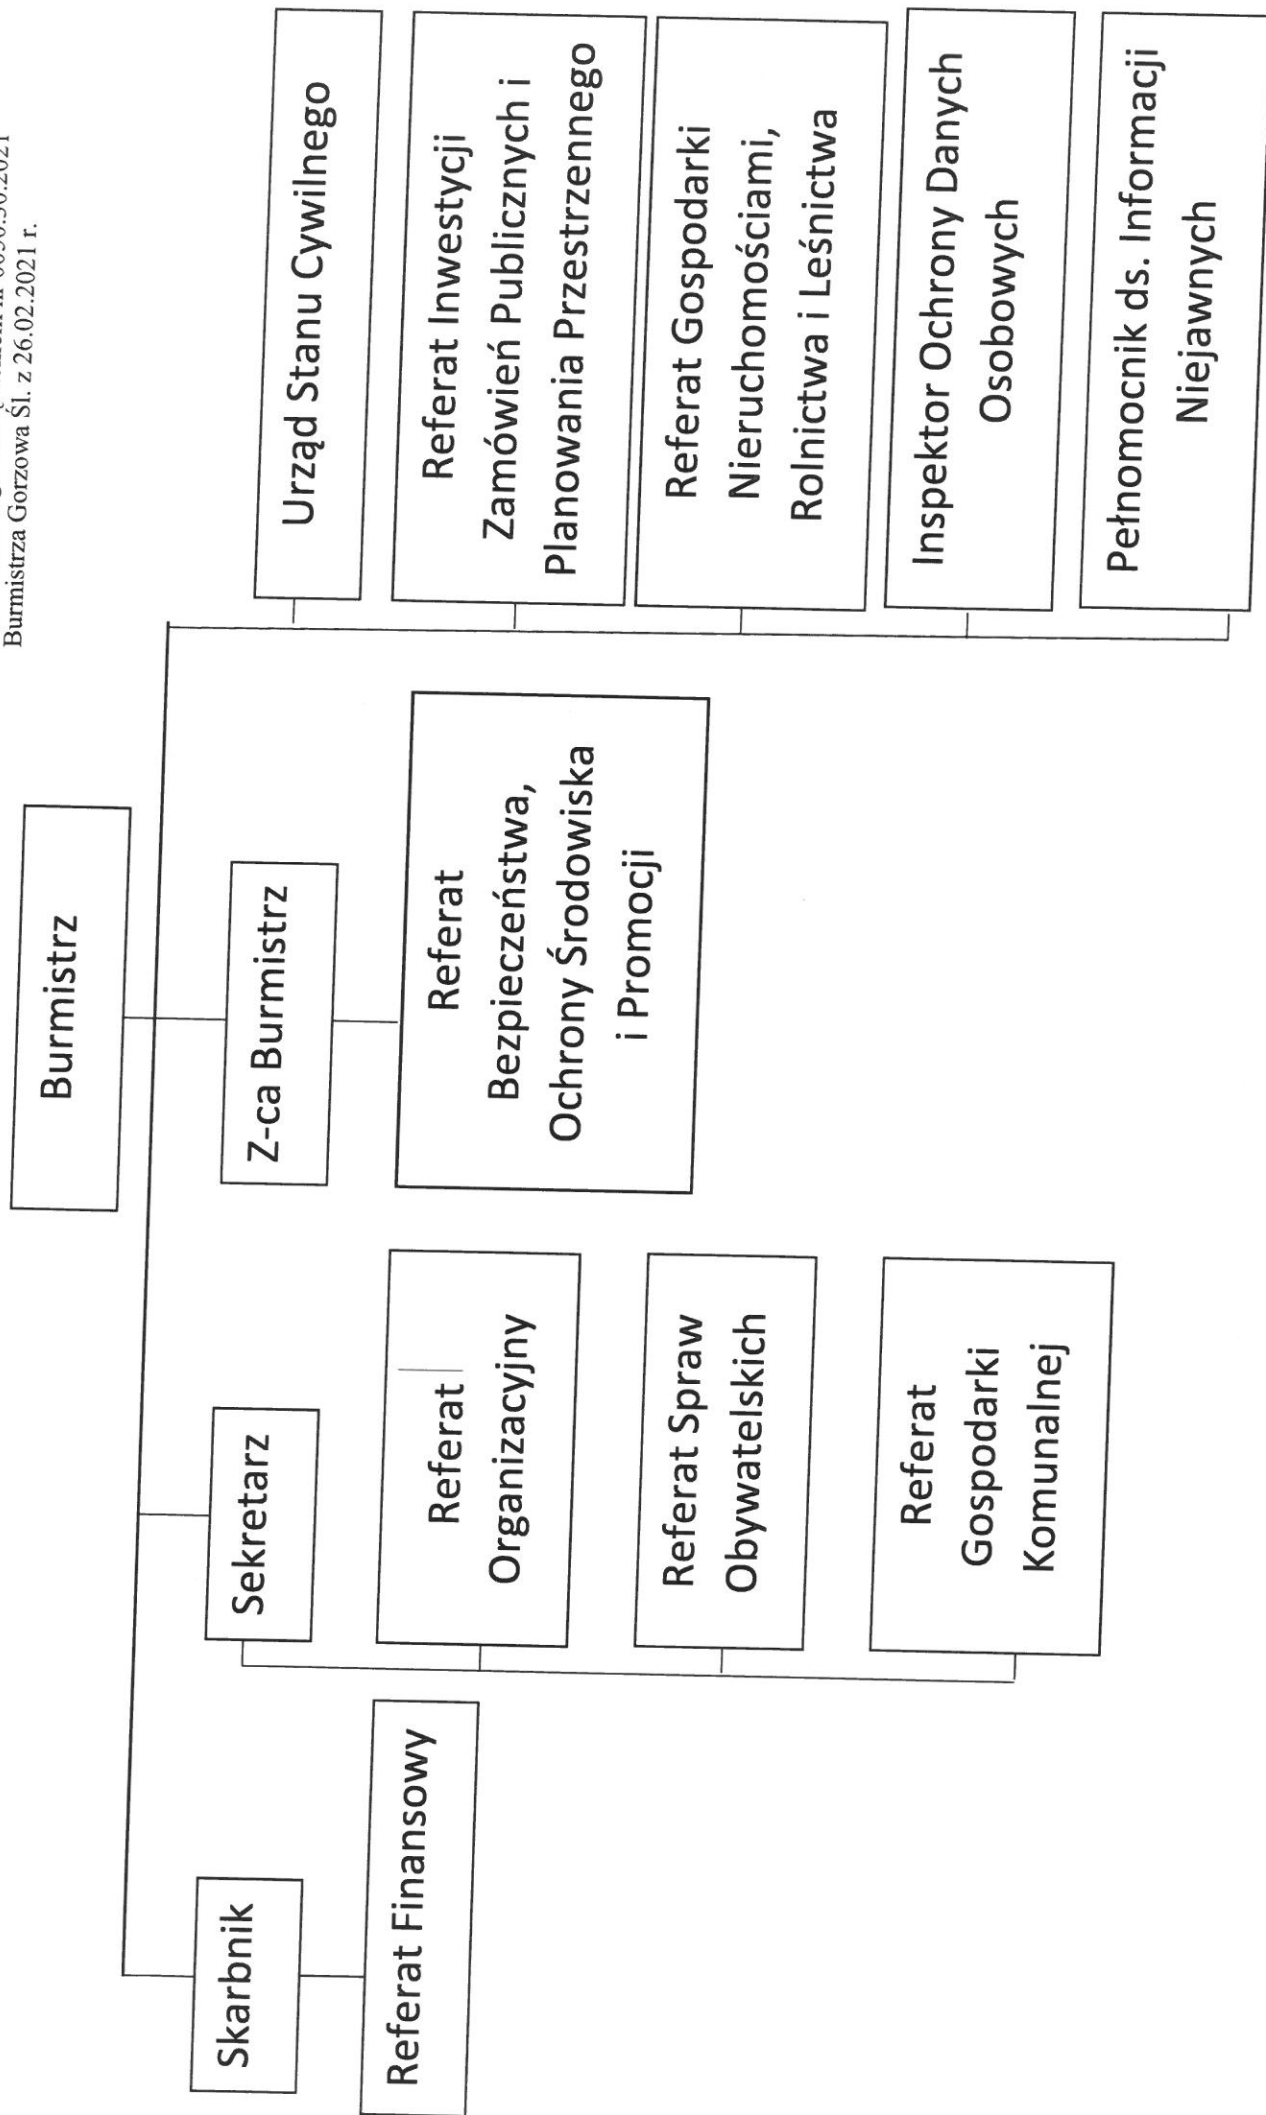 Burmistrza Gorzowa Śl. z 26.02.2021 r.
Burmistrz
Skarbnik
Referat Finansowy
Sekretarz
Referat
Organizacyjny
Referat Spraw
Obywatelskich
Referat
Gospodarki
Komunalnej
Z-ca Burmistrz
Referat
Bezpieczeństwa,
Ochrony Środowiska
i Promocji
Urząd Stanu Cywilnego
Referat Inwestycji
Zamówień Publicznych i
Planowania Przestrzennego
Referat Gospodarki
Nieruchomościami,
Rolnictwa i Leśnictwa
Inspektor Ochrony Danych
Osobowych
Pełnomocnik ds. Informacji
Niejawnych